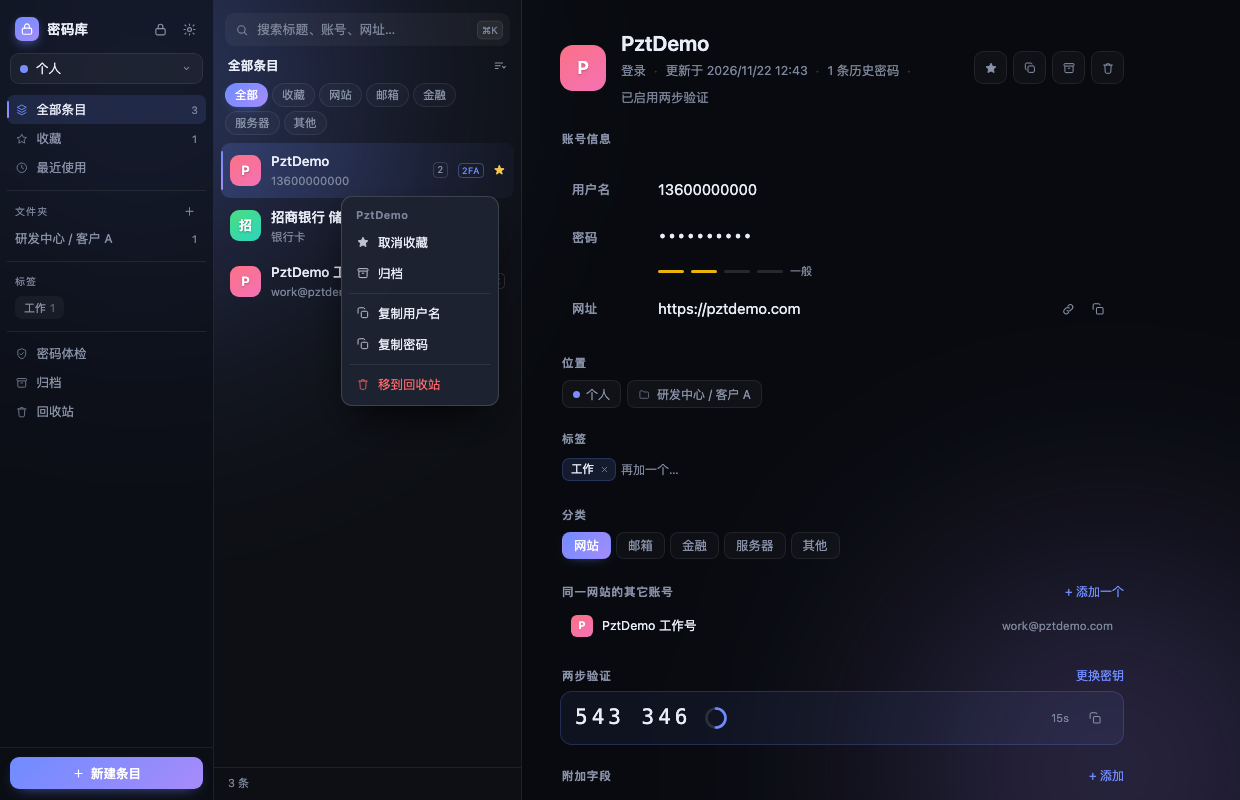 密码库
个人
全部条目 3
收藏 1
最近使用
文件夹
研发中心 / 客户 A 1
标签
工作 1
密码体检
归档
回收站
+ 新建条目
搜索标题、账号、网址... ⌘K
全部条目
全部 收藏 网站 邮箱 金融
服务器 其他
P PztDemo 2 2FA
13600000000
招 招商银行 储
银行卡
P PztDemo
work@pztde
PztDemo
取消收藏
归档
复制用户名
复制密码
移到回收站
3 条
P PztDemo
登录 · 更新于 2026/11/22 12:43 · 1 条历史密码 ·
已启用两步验证
账号信息
用户名 13600000000
密码 ••••••••••
一般
网址 https://pztdemo.com
位置
个人 研发中心 / 客户 A
标签
工作 × 再加一个...
分类
网站 邮箱 金融 服务器 其他
同一网站的其它账号 + 添加一个
P PztDemo 工作号 work@pztdemo.com
两步验证 更换密钥
543 346 15s
附加字段 + 添加